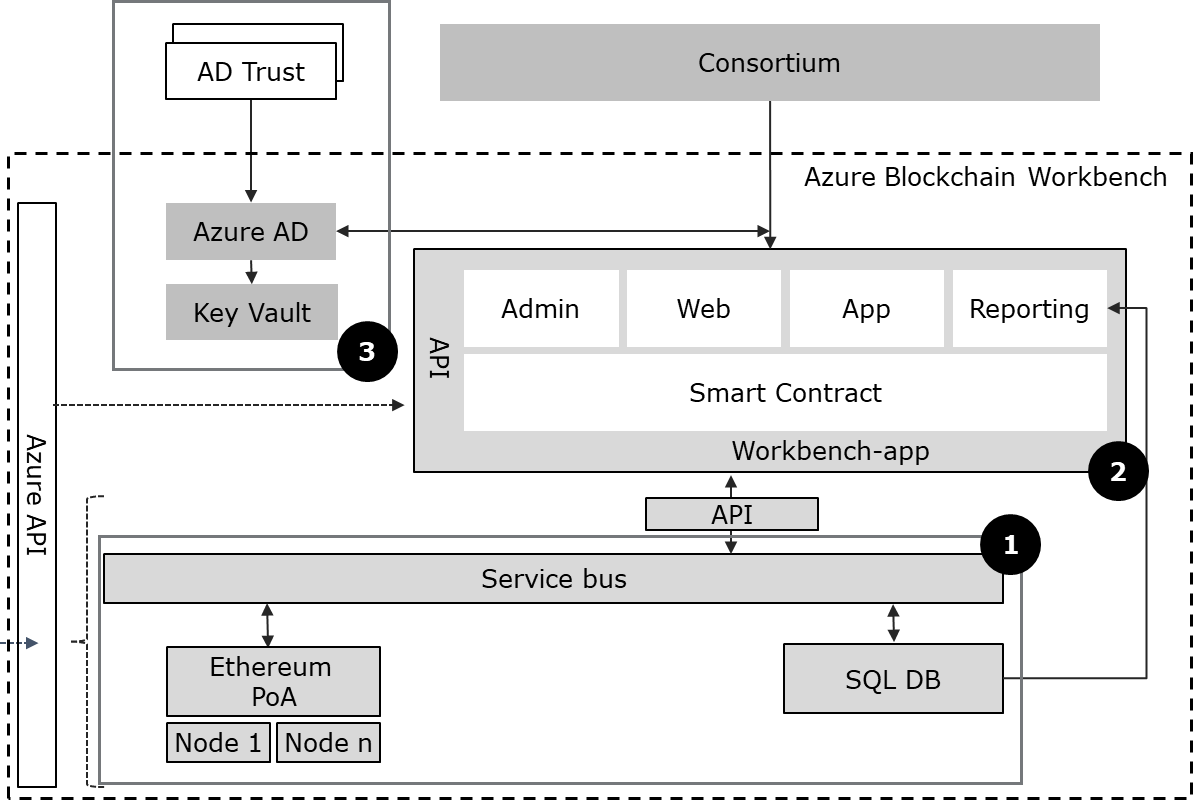 AD Trust
Consortium
Azure Blockchain Workbench
Azure AD
Key Vault
3
Azure API
API
Admin
Web
App
Reporting
Smart Contract
Workbench-app
2
API
1
Service bus
Ethereum
PoA
Node 1
Node n
SQL DB